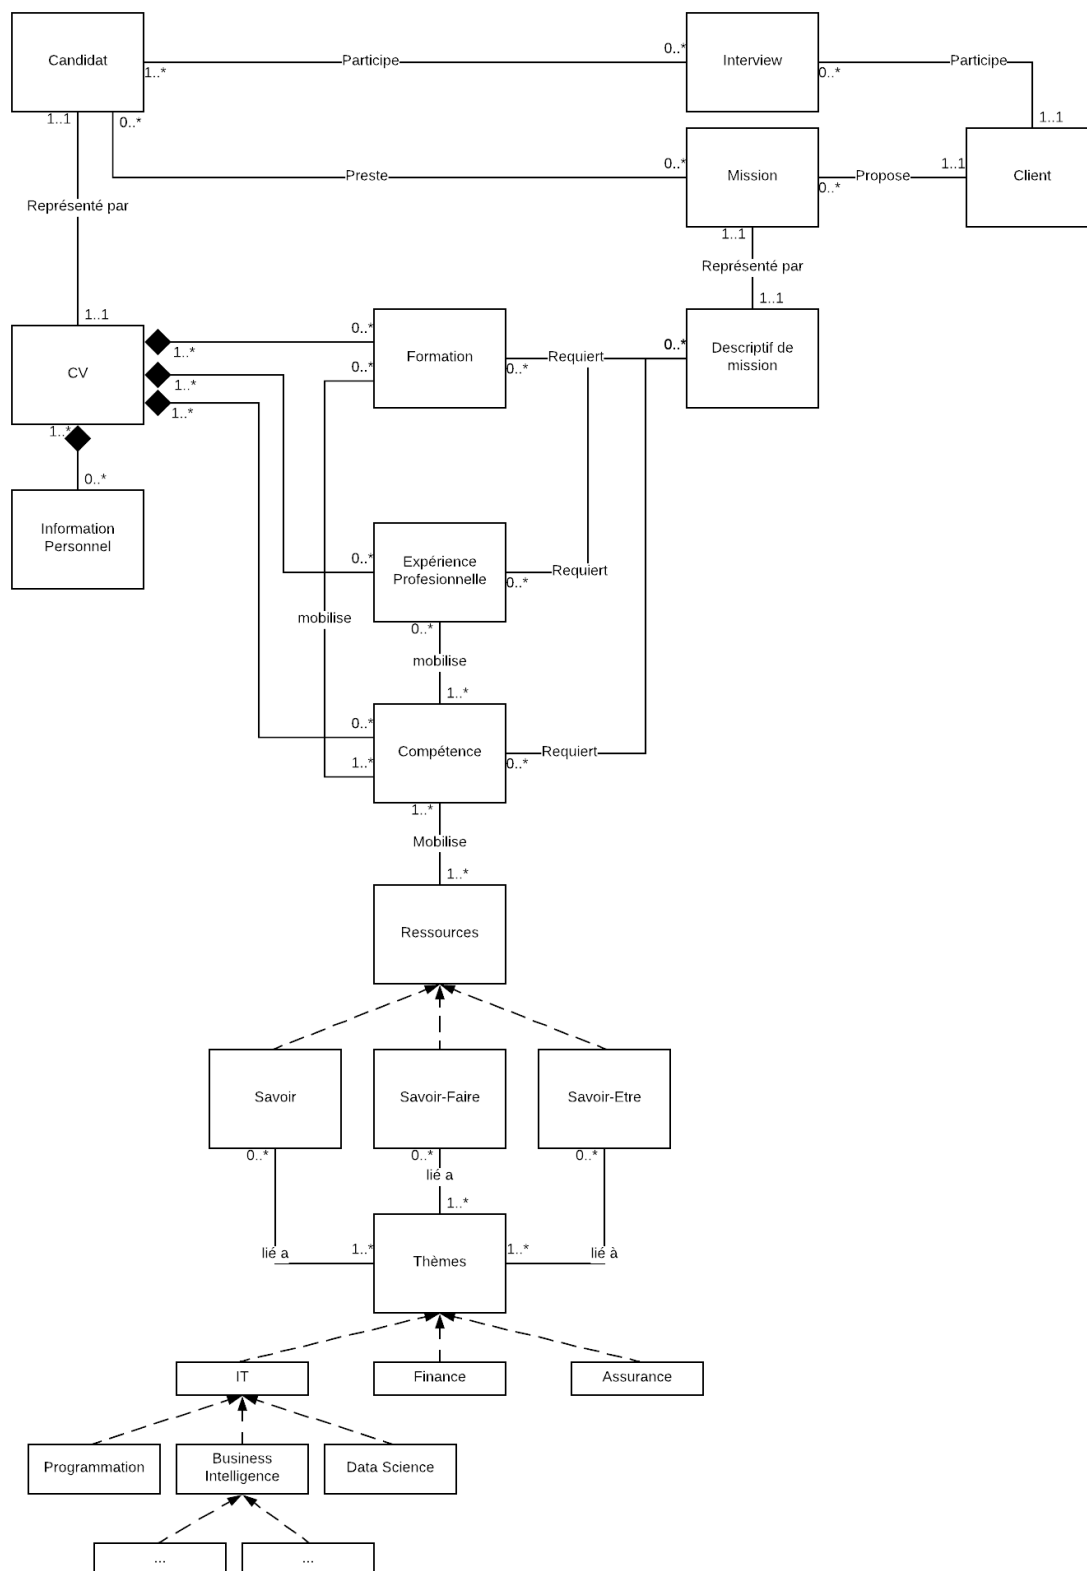 Candidat
1..*
Participe
0..*
Interview
0..*
Participe
1..1
1..1
0..*
Preste
0..*
Mission
0..*
Propose
1..1
Client
Représenté par
1..1
Représenté par
1..1
1..1
CV
1..*
0..*
Formation
0..*
Requiert
0..*
Descriptif de
mission
1..*
1..*
0..*
1..*
0..*
Information
Personnel
0..*
Expérience
Profesionnelle
0..*
Requiert
mobilise
0..*
mobilise
1..*
0..*
1..*
Compétence
0..*
Requiert
1..*
Mobilise
1..*
Ressources
Savoir
Savoir-Faire
Savoir-Etre
0..*
0..*
0..*
lié a
1..*
lié a
1..*
Thèmes
1..*
lié à
IT
Finance
Assurance
Programmation
Business
Intelligence
Data Science
...
...